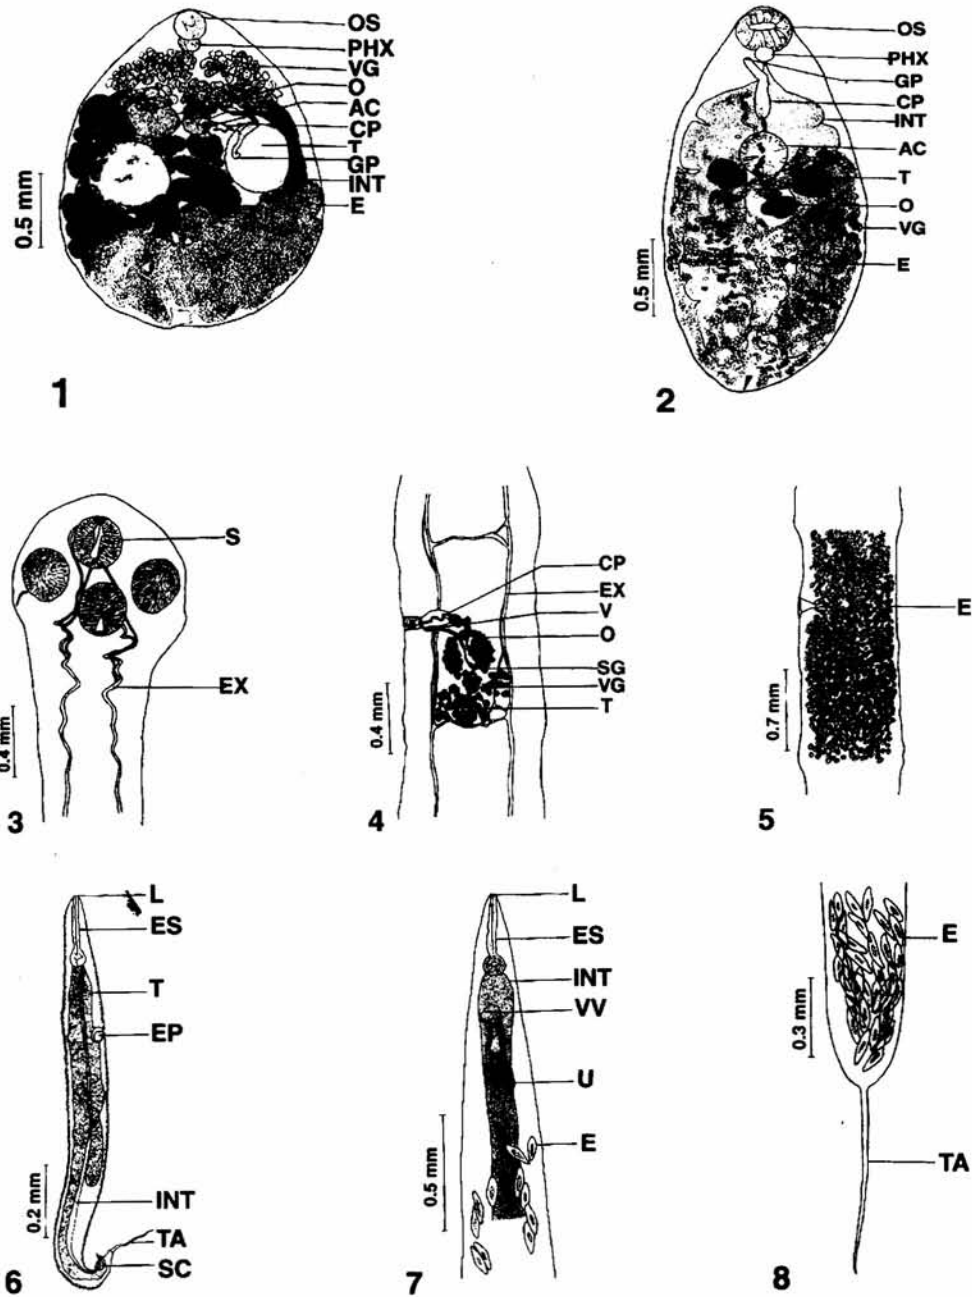 OS
PHX
VG
O
AC
CP
T
GP
INT
E
0.5 mm
1
OS
PHX
GP
CP
INT
AC
T
O
VG
E
0.5 mm
2
S
EX
0.4 mm
3
CP
EX
V
O
SG
VG
T
0.4 mm
4
E
0.7 mm
5
L
ES
T
EP
INT
TA
SC
0.2 mm
6
L
ES
INT
VV
U
E
0.5 mm
7
E
TA
0.3 mm
8